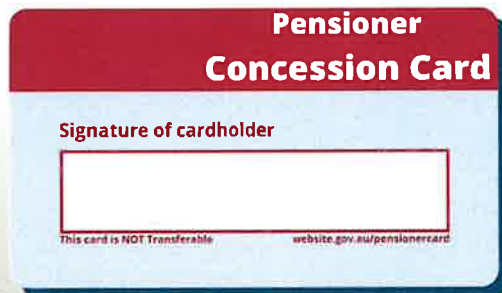 Pensioner
Concession Card
Signature of cardholder
This card is NOT Transferable website.gov.au/pensionercard